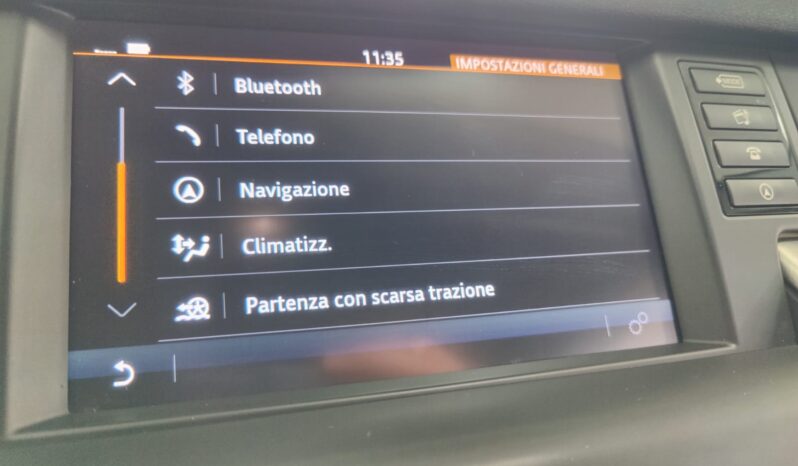 11:35
IMPOSTAZIONI GENERALI
Bluetooth
Telefono
Navigazione
Climatizz.
Partenza con scarsa trazione